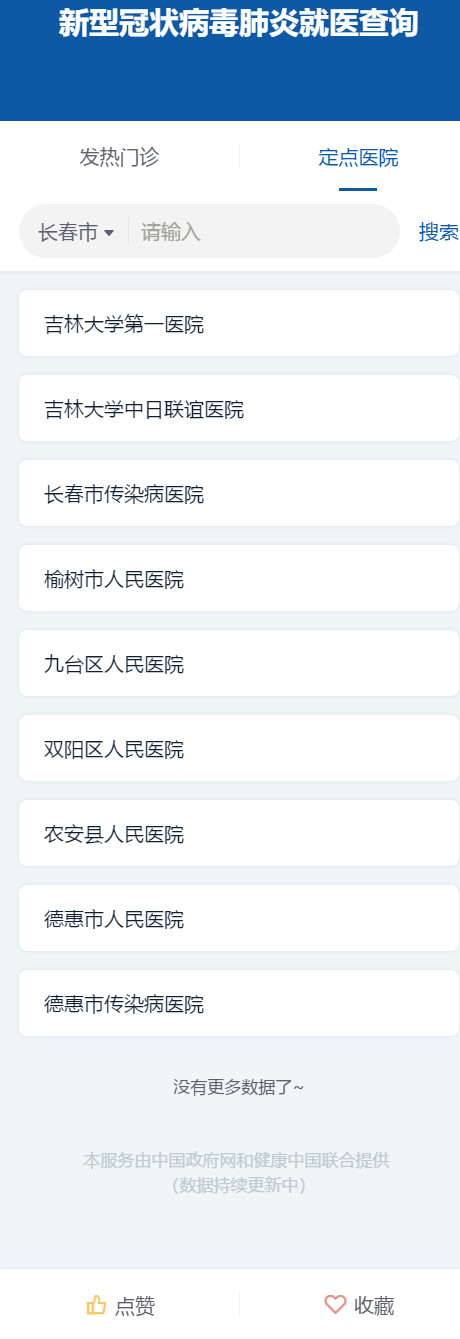 新型冠状病毒肺炎就医查询
发热门诊
定点医院
长春市
请输入
搜索
吉林大学第一医院
吉林大学中日联谊医院
长春市传染病医院
榆树市人民医院
九台区人民医院
双阳区人民医院
农安县人民医院
德惠市人民医院
德惠市传染病医院
没有更多数据了~
本服务由中国政府网和健康中国联合提供
（数据持续更新中）
点赞
收藏